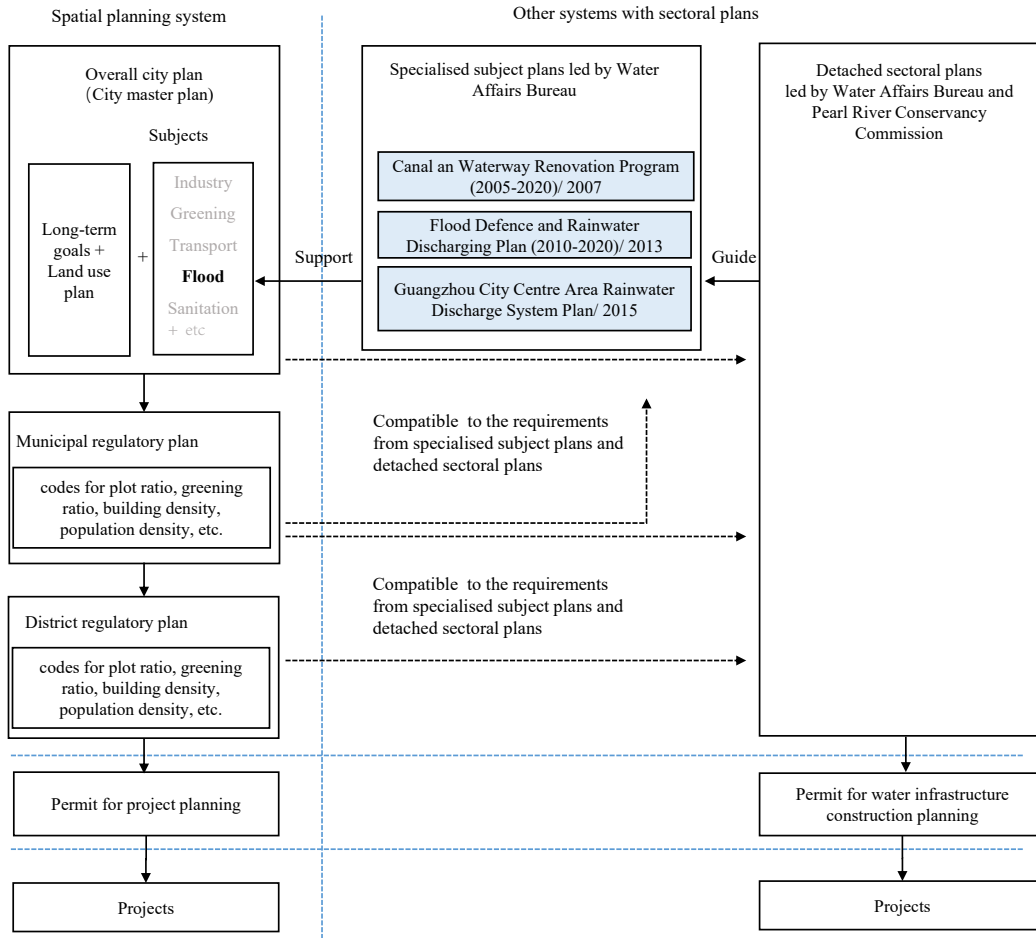 Spatial planning system
Other systems with sectoral plans
Overall city plan
(City master plan)
Subjects
Long-term
goals +
Land use
plan
+
Industry
Greening
Transport
Flood
Sanitation
+ etc
Support
Specialised subject plans led by Water
Affairs Bureau
Canal an Waterway Renovation Program
(2005-2020)/ 2007
Flood Defence and Rainwater
Discharging Plan (2010-2020)/ 2013
Guangzhou City Centre Area Rainwater
Discharge System Plan/ 2015
Guide
Detached sectoral plans
led by Water Affairs Bureau and
Pearl River Conservancy
Commission
Municipal regulatory plan
codes for plot ratio, greening
ratio, building density,
population density, etc.
Compatible to the requirements
from specialised subject plans and
detached sectoral plans
District regulatory plan
codes for plot ratio, greening
ratio, building density,
population density, etc.
Compatible to the requirements
from specialised subject plans and
detached sectoral plans
Permit for project planning
Permit for water infrastructure
construction planning
Projects
Projects